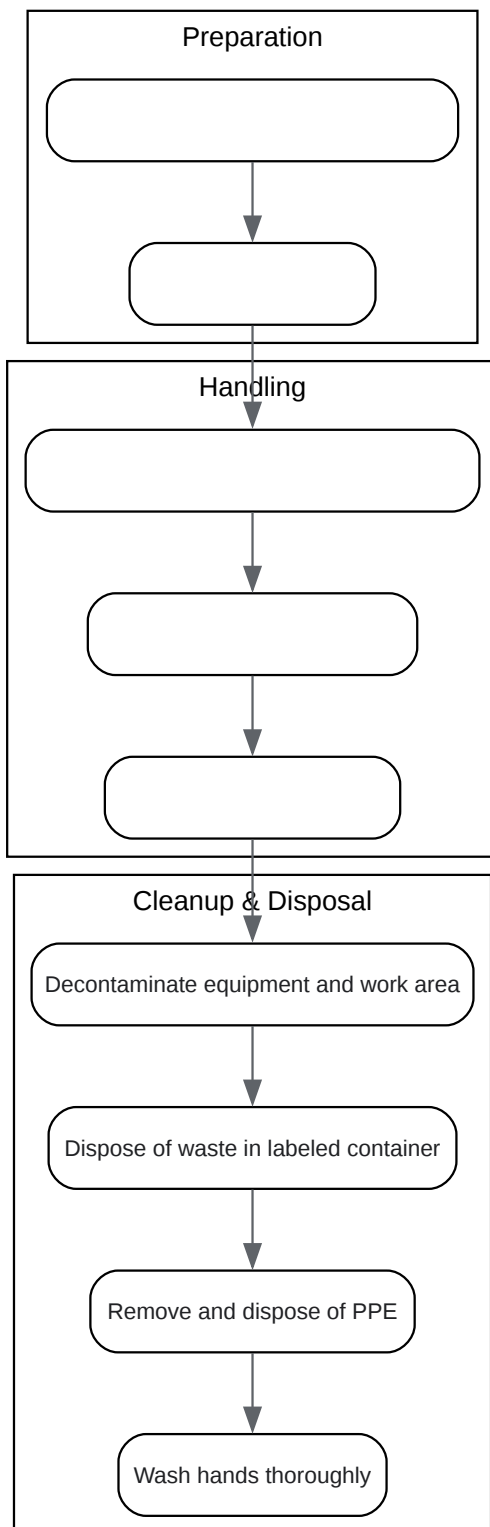 Preparation
Handling
Cleanup & Disposal
Decontaminate equipment and work area
Dispose of waste in labeled container
Remove and dispose of PPE
Wash hands thoroughly